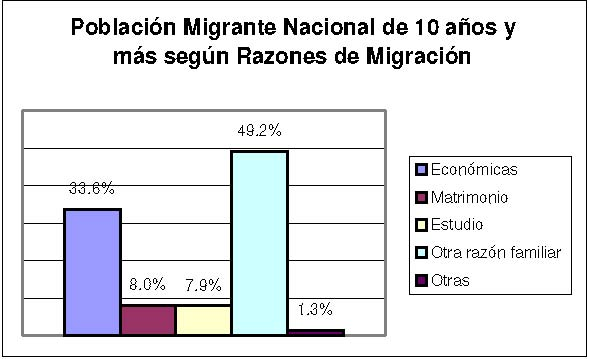 Población Migrante Nacional de 10 años y
más según Razones de Migración
49.2%
33.6%
8.0%
7.9%
1.3%
Económicas
Matrimonio
Estudio
Otra razón familiar
Otras